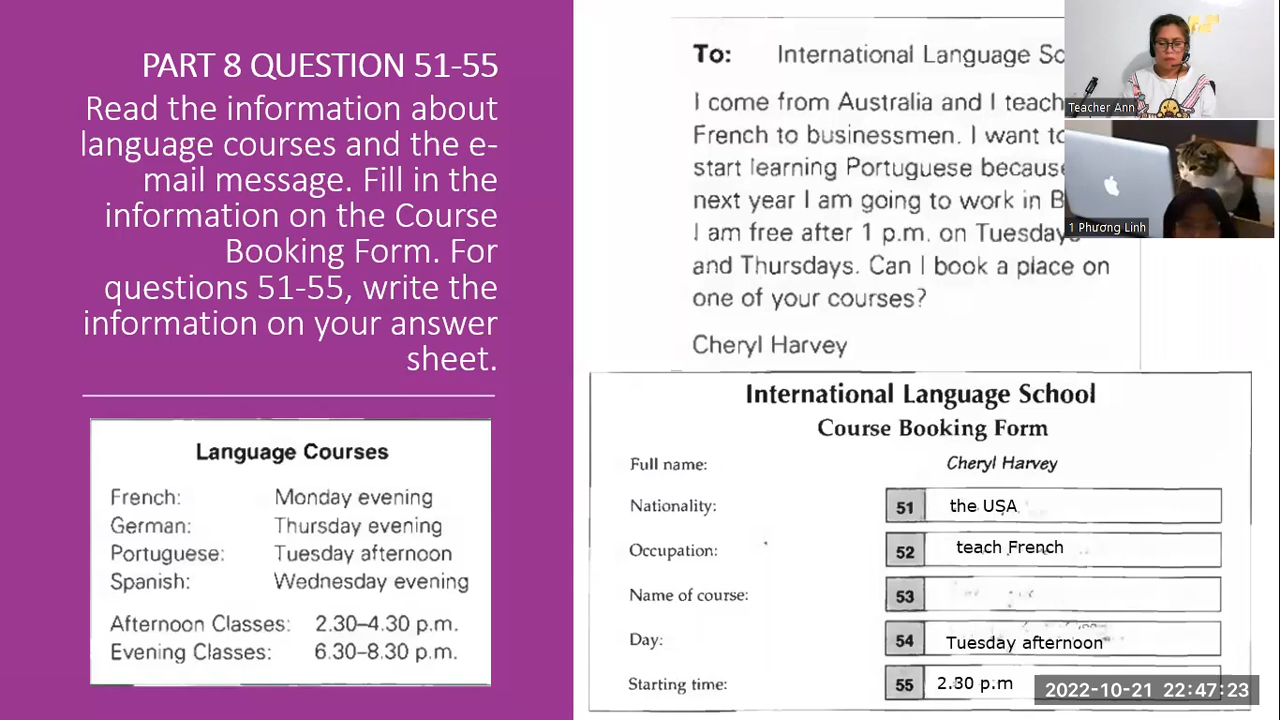 PART 8 QUESTION 51-55
Read the information about
language courses and the e-
mail message. Fill in the
information on the Course
Booking Form. For
questions 51-55, write the
information on your answer
sheet.
Language Courses
French: Monday evening
German: Thursday evening
Portuguese: Tuesday afternoon
Spanish: Wednesday evening
Afternoon Classes: 2.30–4.30 p.m.
Evening Classes: 6.30–8.30 p.m.
To: International Language
I come from Australia and I teach
French to businessmen. I want
start learning Portuguese because
next year I am going to work in
I am free after 1 p.m. on Tuesdays
and Thursdays. Can I book a place on
one of your courses?
Cheryl Harvey
Teacher Ann
1 Phương Linh
International Language School
Course Booking Form
Full name: Cheryl Harvey
Nationality: 51 the USA
Occupation: 52 teach French
Name of course: 53
Day: 54 Tuesday afternoon
Starting time: 55 2.30 p.m
2022-10-21 22:47:23